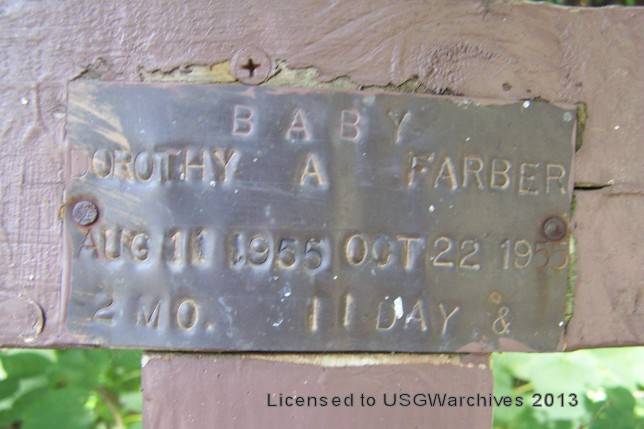 BABY
DOROTHY A FARBER
AUG 11 1955 OCT 22 1955
2 MO. 11 DAY &
Licensed to USGWarchives 2013